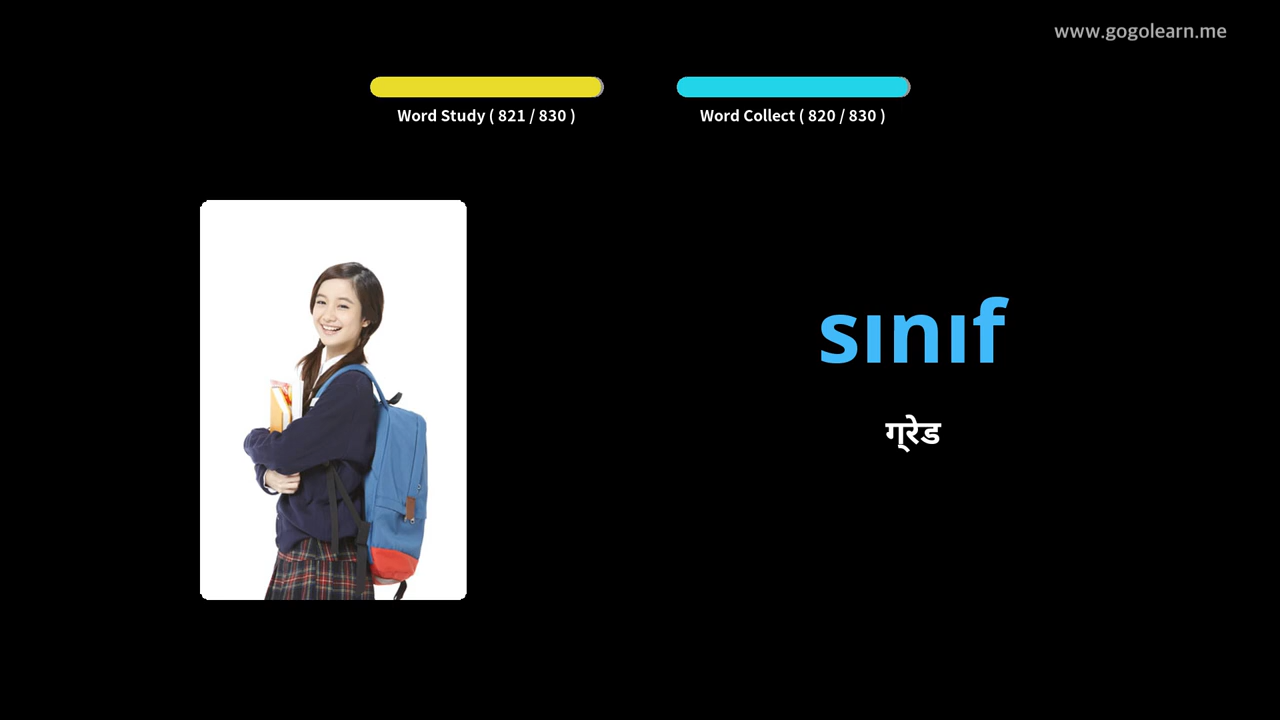 www.gogolearn.me
Word Study ( 821 / 830 )
Word Collect ( 820 / 830 )
sınıf
ग्रेड